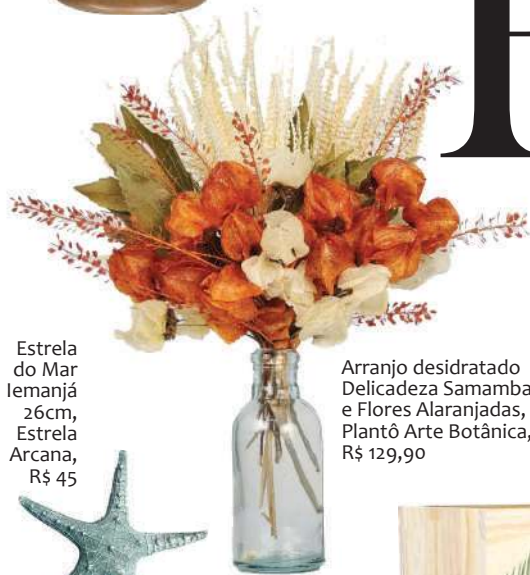 Estrela
do Mar
Iemanjá
26cm,
Estrela
Arcana,
R$ 45
Arranjo desidratado
Delicadeza Samamba
e Flores Alaranjadas,
Plantô Arte Botânica,
R$ 129,90